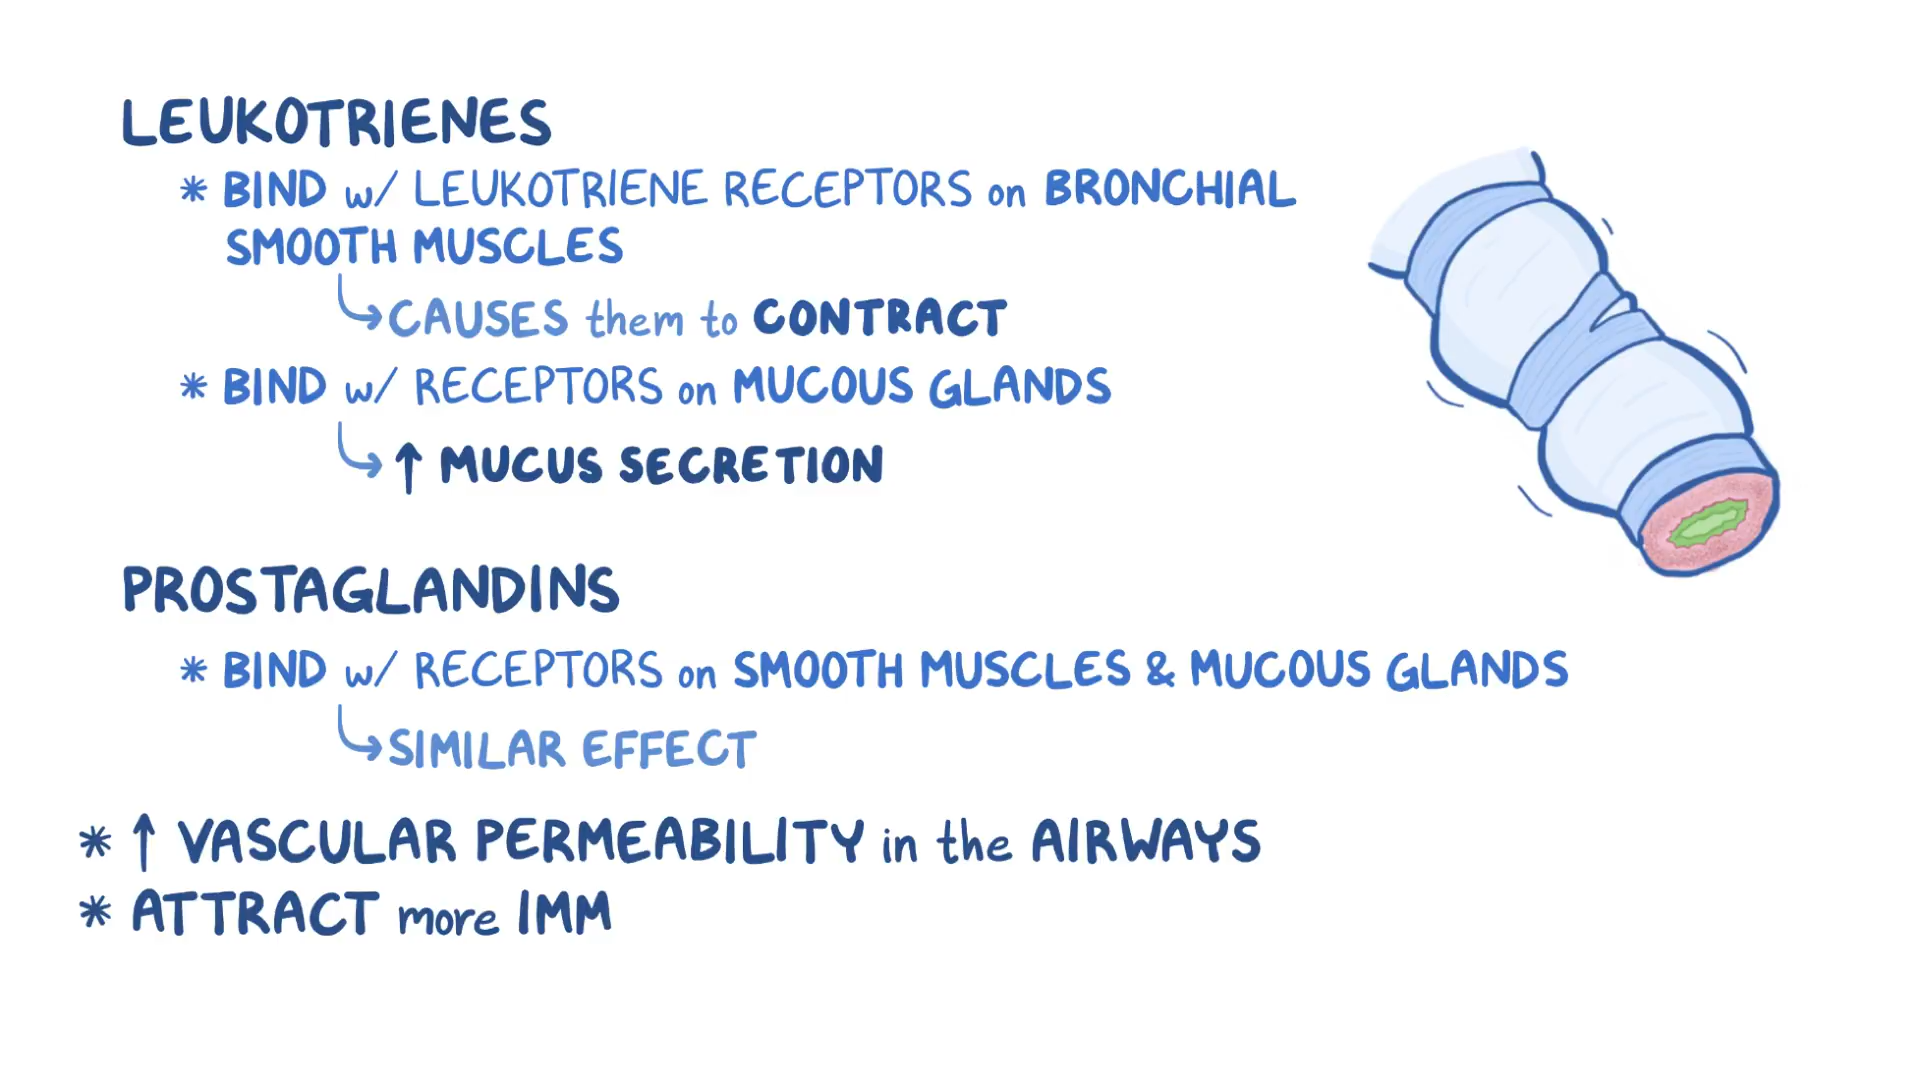 LEUKOTRIENES
* BIND w/ LEUKOTRIENE RECEPTORS on BRONCHIAL
SMOOTH MUSCLES
↳ CAUSES them to CONTRACT
* BIND w/ RECEPTORS on MUCOUS GLANDS
↳ ↑ MUCUS SECRETION
PROSTAGLANDINS
* BIND w/ RECEPTORS on SMOOTH MUSCLES & MUCOUS GLANDS
↳ SIMILAR EFFECT
* ↑ VASCULAR PERMEABILITY in the AIRWAYS
* ATTRACT more IMM